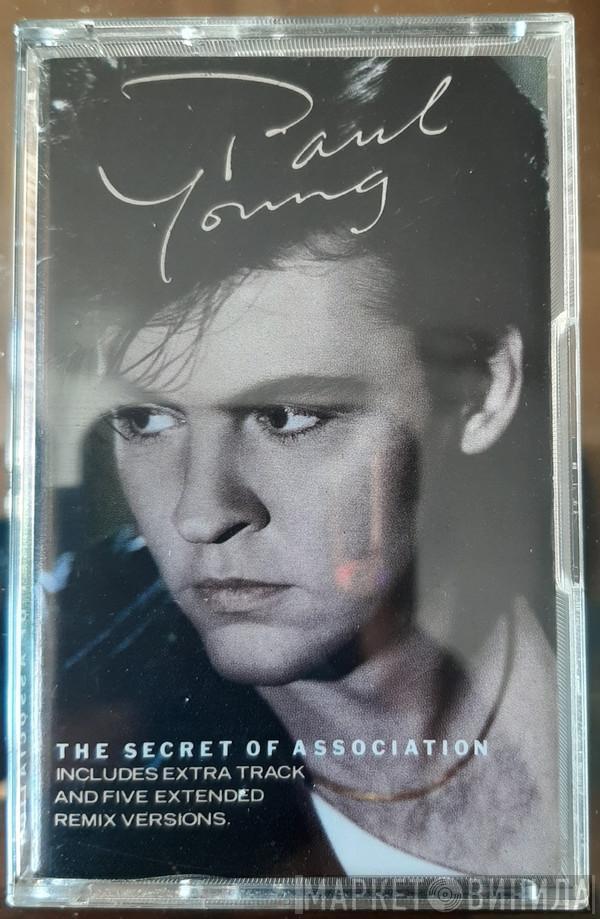 Paul
Young
THE SECRET OF ASSOCIATION
INCLUDES EXTRA TRACK
AND FIVE EXTENDED
REMIX VERSIONS.
МАРКЕТ ВИНИЛА